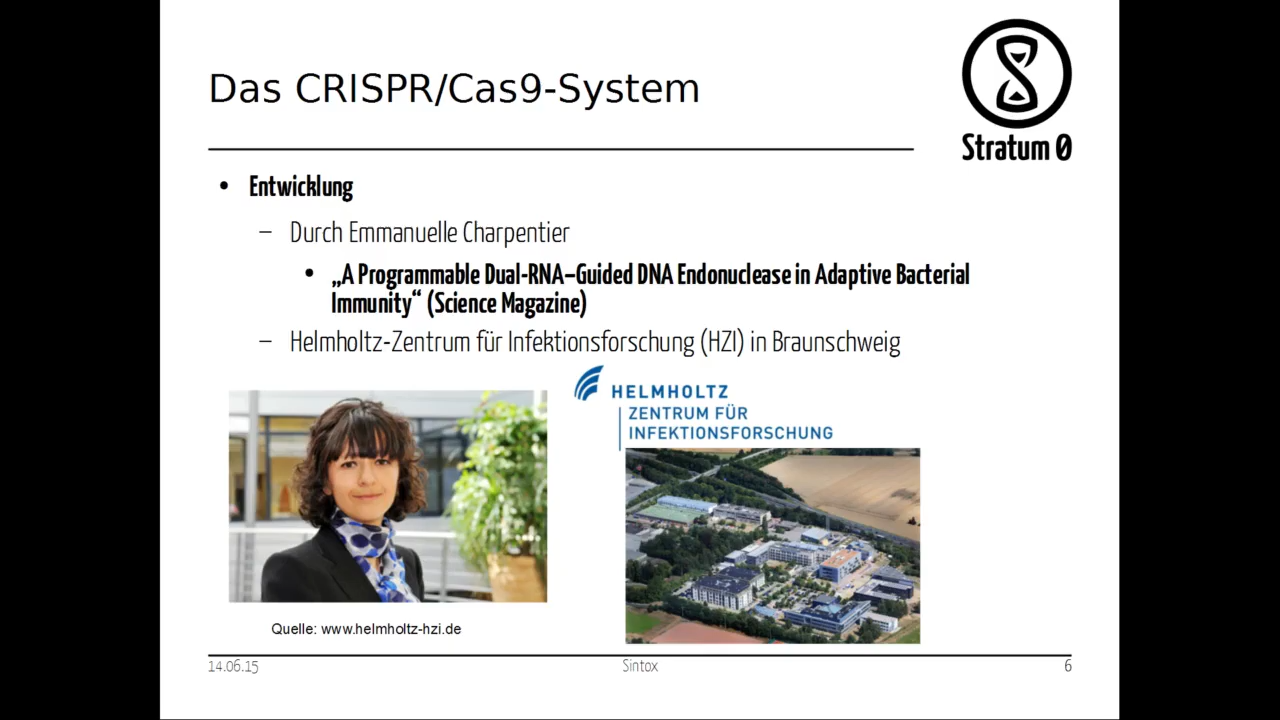 Das CRISPR/Cas9-System
Stratum 0
• Entwicklung
– Durch Emmanuelle Charpentier
• „A Programmable Dual-RNA–Guided DNA Endonuclease in Adaptive Bacterial
Immunity“ (Science Magazine)
– Helmholtz-Zentrum für Infektionsforschung (HZI) in Braunschweig
HELMHOLTZ
ZENTRUM FÜR
INFEKTIONSFORSCHUNG
Quelle: www.helmholtz-hzi.de
14.06.15
Sintox
6